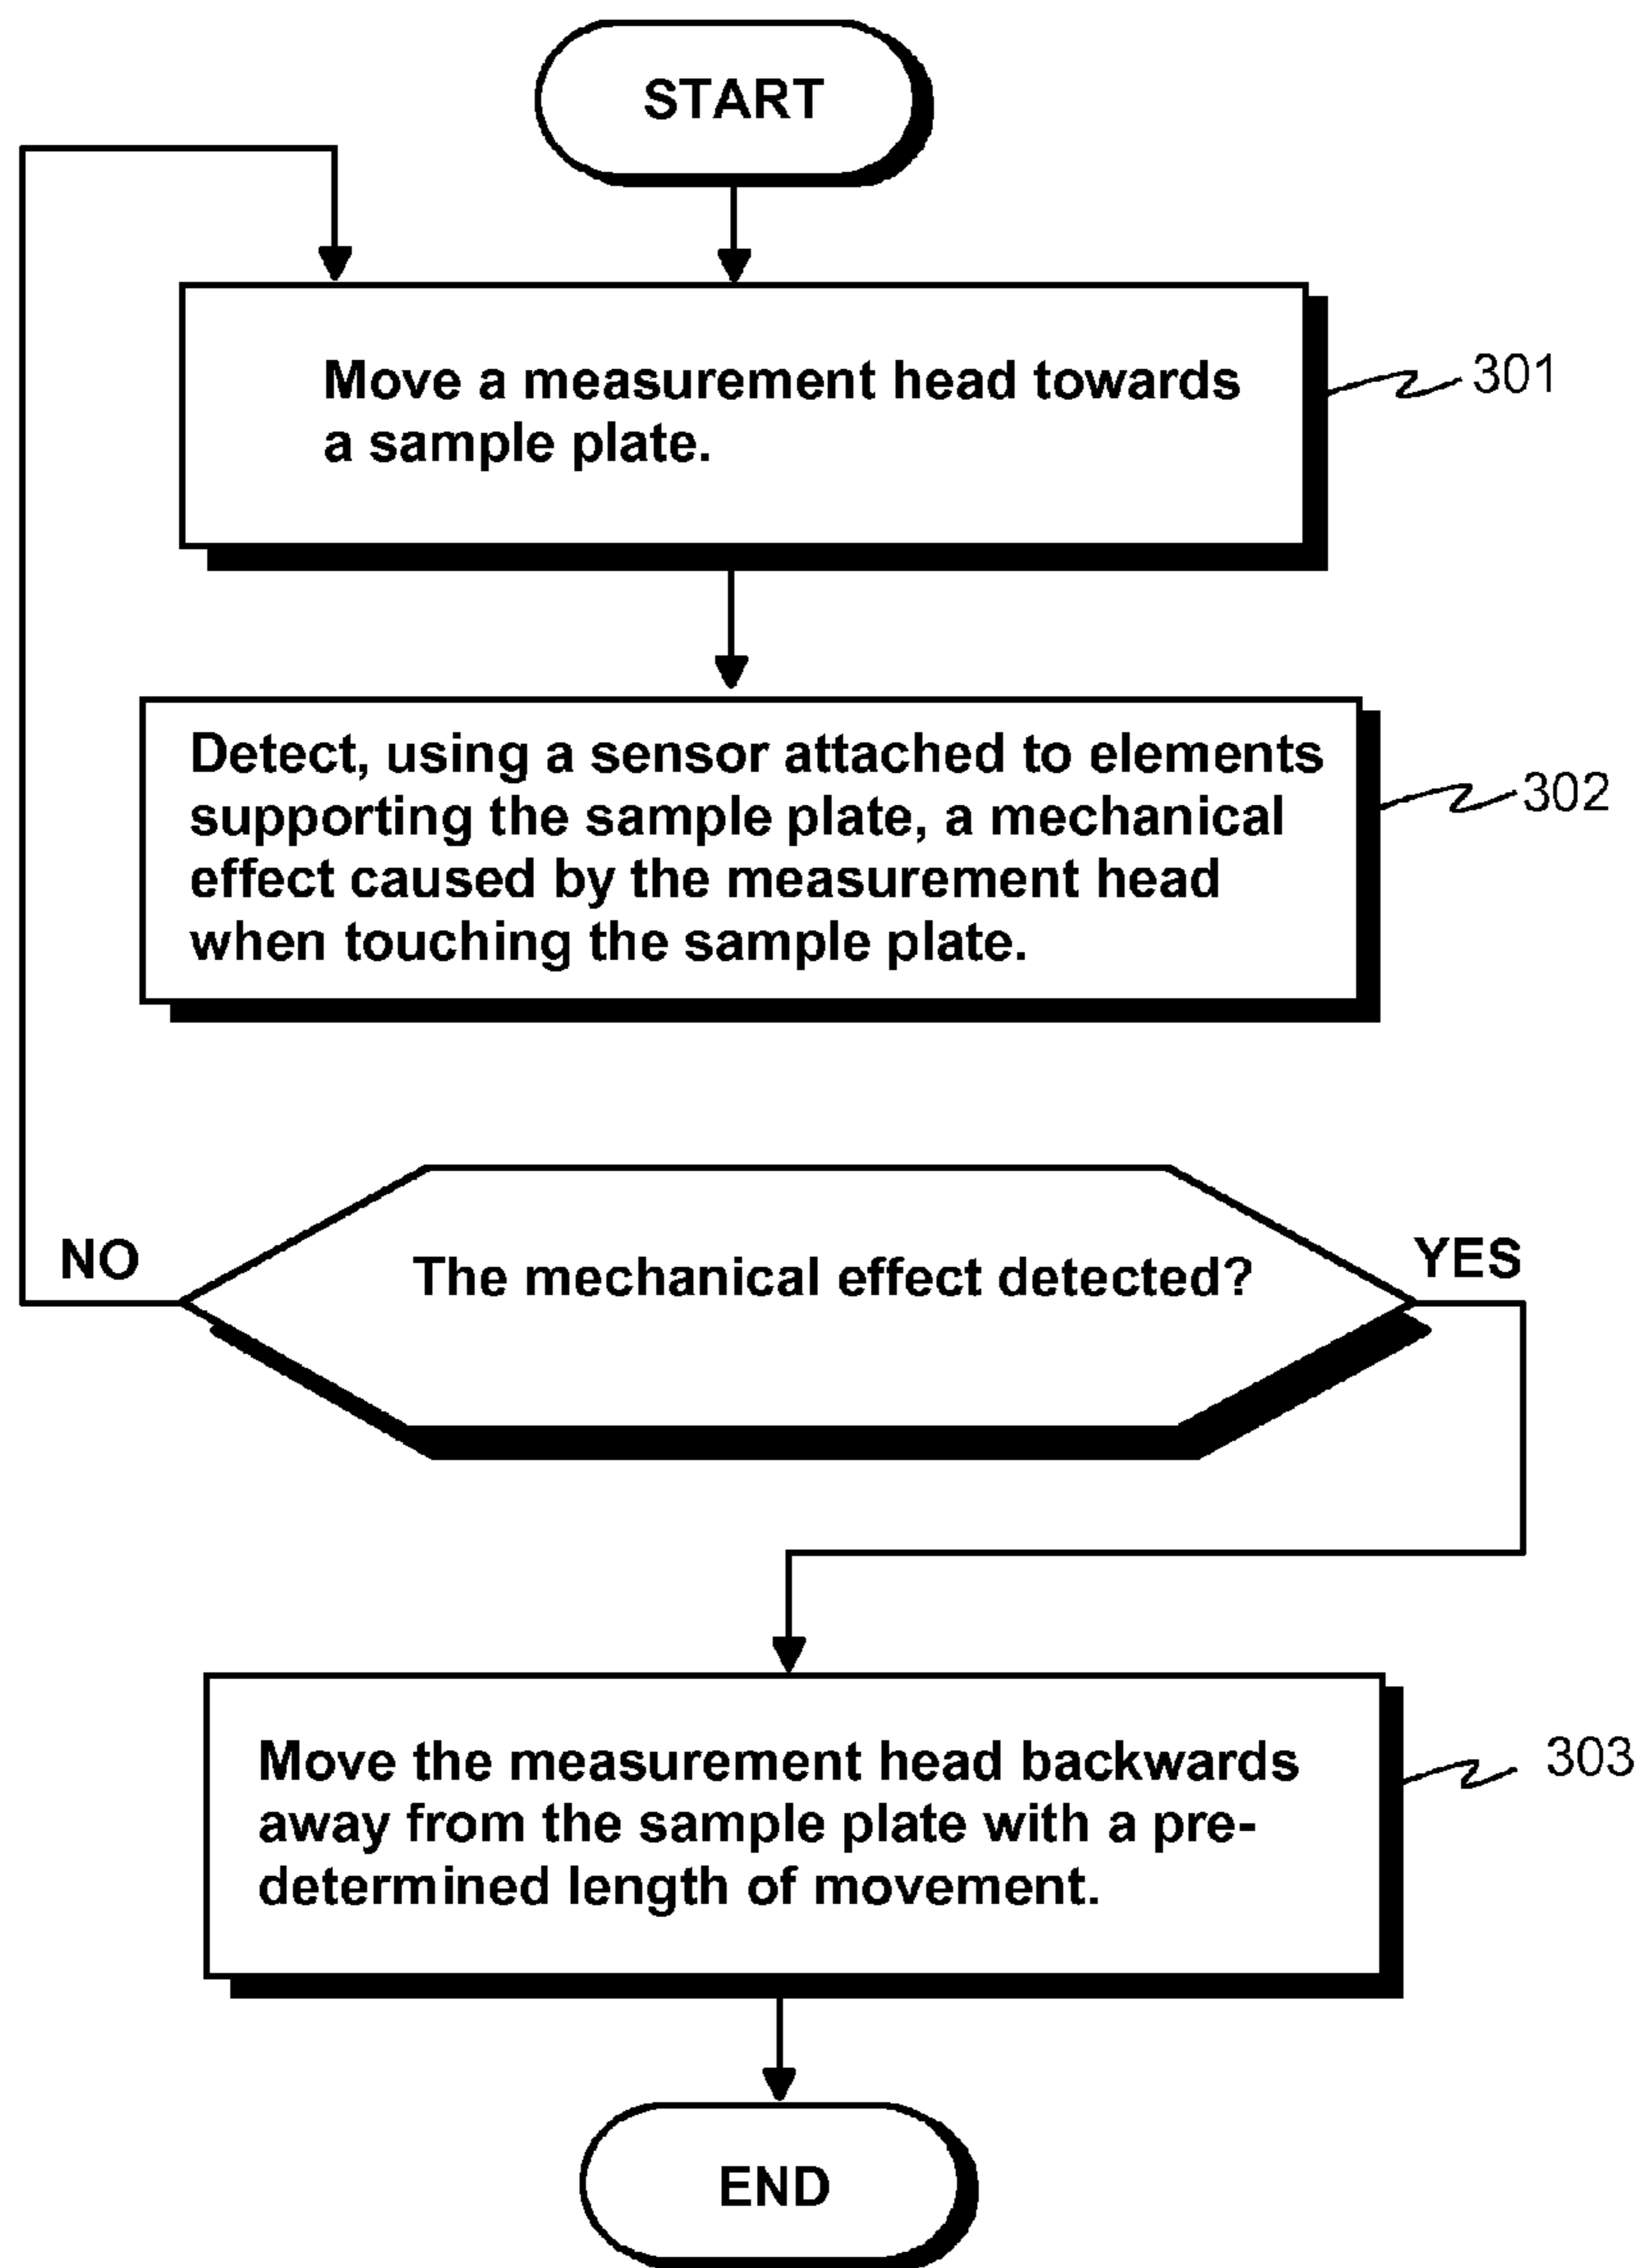 START
Move a measurement head towards
a sample plate.
301
Detect, using a sensor attached to elements
supporting the sample plate, a mechanical
effect caused by the measurement head
when touching the sample plate.
302
NO
The mechanical effect detected?
YES
Move the measurement head backwards
away from the sample plate with a pre-
determined length of movement.
303
END